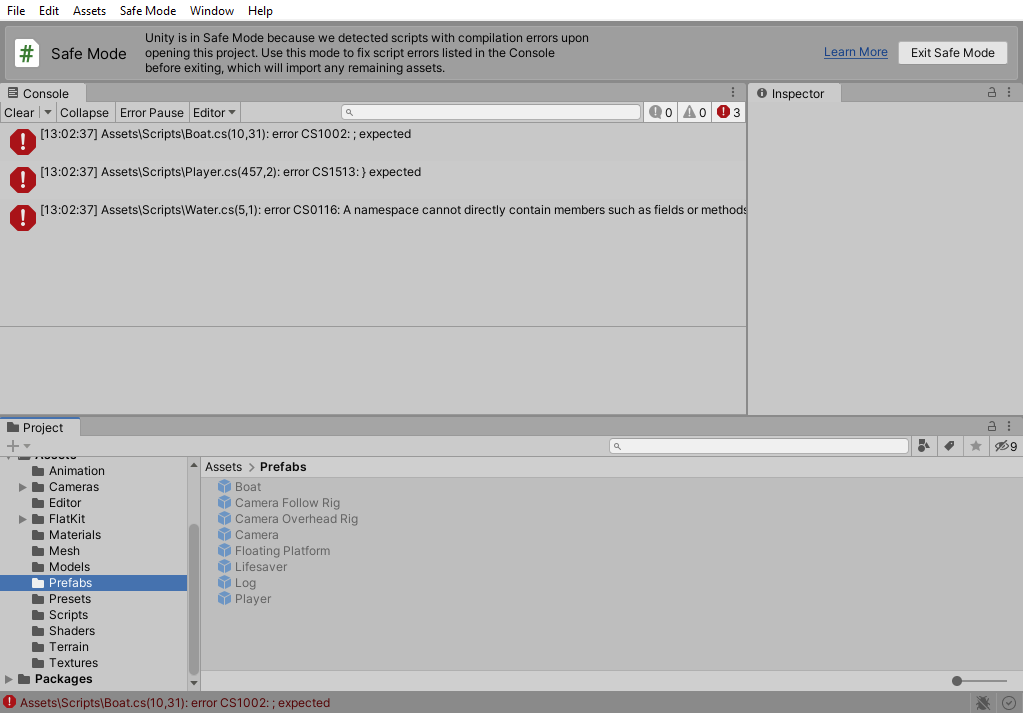 File Edit Assets Safe Mode Window Help
# Safe Mode
Unity is in Safe Mode because we detected scripts with compilation errors upon
opening this project. Use this mode to fix script errors listed in the Console
before exiting, which will import any remaining assets.
Learn More Exit Safe Mode
Console
Clear Collapse Error Pause Editor 0 0 3
[13:02:37] Assets\Scripts\Boat.cs(10,31): error CS1002: ; expected
[13:02:37] Assets\Scripts\Player.cs(457,2): error CS1513: } expected
[13:02:37] Assets\Scripts\Water.cs(5,1): error CS0116: A namespace cannot directly contain members such as fields or methods
Inspector
Project
9
Assets
Animation
Cameras
Editor
FlatKit
Materials
Mesh
Models
Prefabs
Presets
Scripts
Shaders
Terrain
Textures
Packages
Assets > Prefabs
Boat
Camera Follow Rig
Camera Overhead Rig
Camera
Floating Platform
Lifesaver
Log
Player
Assets\Scripts\Boat.cs(10,31): error CS1002: ; expected